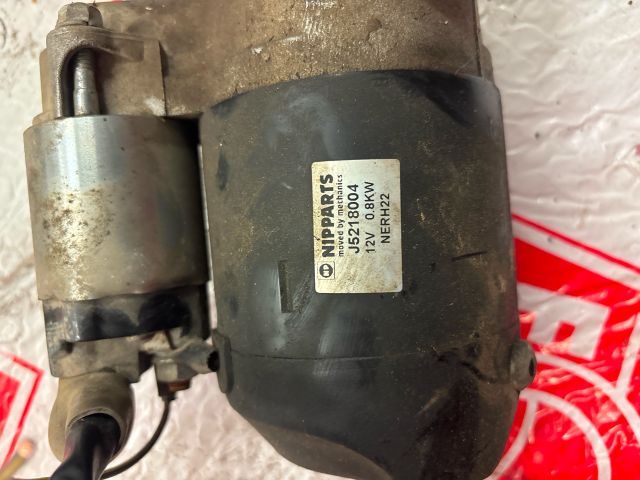 NIPPARTS
moved by mechanics
J5218004
12V 0.8KW
NERH22